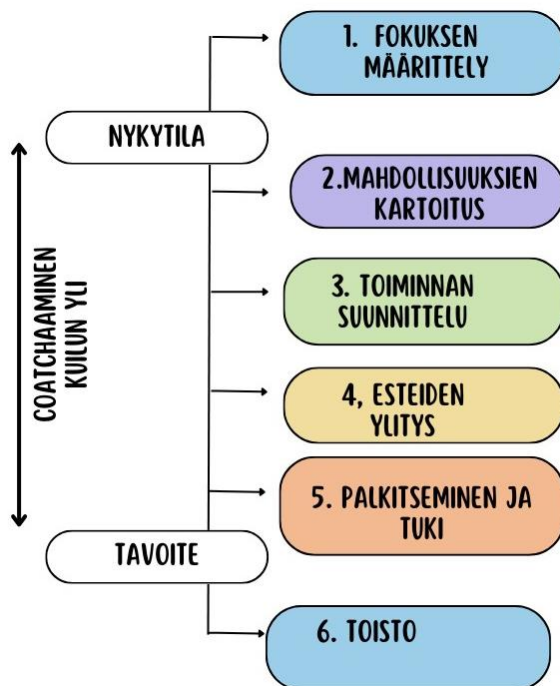 1. FOKUKSEN
MÄÄRITTELY
NYKYTILA
2.MAHDOLLISUUKSIEN
KARTOITUS
COATCHAAMINEN
KUILUN YLI
3. TOIMINNAN
SUUNNITTELU
4, ESTEIDEN
YLITYS
5. PALKITSEMINEN JA
TUKI
TAVOITE
6. TOISTO